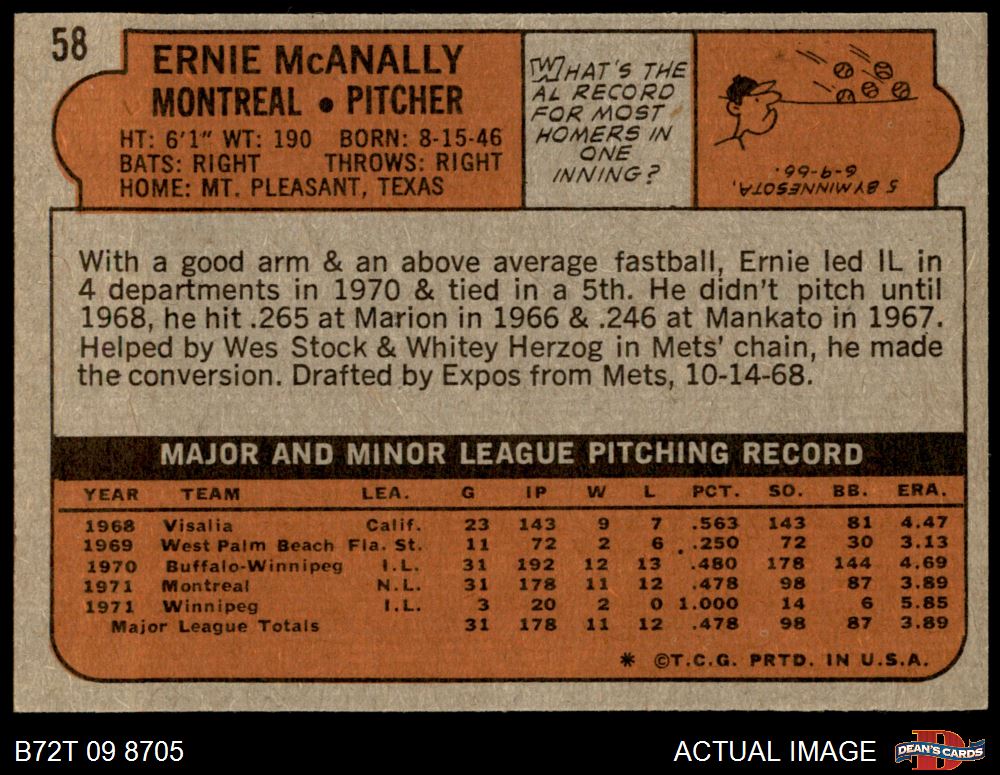 58
ERNIE McANALLY
MONTREAL • PITCHER
HT: 6'1" WT: 190 BORN: 8-15-46
BATS: RIGHT THROWS: RIGHT
HOME: MT. PLEASANT, TEXAS
WHAT'S THE
AL RECORD
FOR MOST
HOMERS IN
ONE
INNING?
5 BY MINNESOTA,
6-9-66.
With a good arm & an above average fastball, Ernie led IL in
4 departments in 1970 & tied in a 5th. He didn't pitch until
1968, he hit .265 at Marion in 1966 & .246 at Mankato in 1967.
Helped by Wes Stock & Whitey Herzog in Mets' chain, he made
the conversion. Drafted by Expos from Mets, 10-14-68.
MAJOR AND MINOR LEAGUE PITCHING RECORD
YEAR TEAM LEA. G IP W L PCT. SO. BB. ERA.
1968 Visalia Calif. 23 143 9 7 .563 143 81 4.47
1969 West Palm Beach Fla. St. 11 72 2 6 .250 72 30 3.13
1970 Buffalo-Winnipeg I.L. 31 192 12 13 .480 178 144 4.69
1971 Montreal N.L. 31 178 11 12 .478 98 87 3.89
1971 Winnipeg I.L. 3 20 2 0 1.000 14 6 5.85
Major League Totals 31 178 11 12 .478 98 87 3.89
* ©T.C.G. PRTD. IN U.S.A.
B72T 09 8705
ACTUAL IMAGE
DEAN'S CARDS